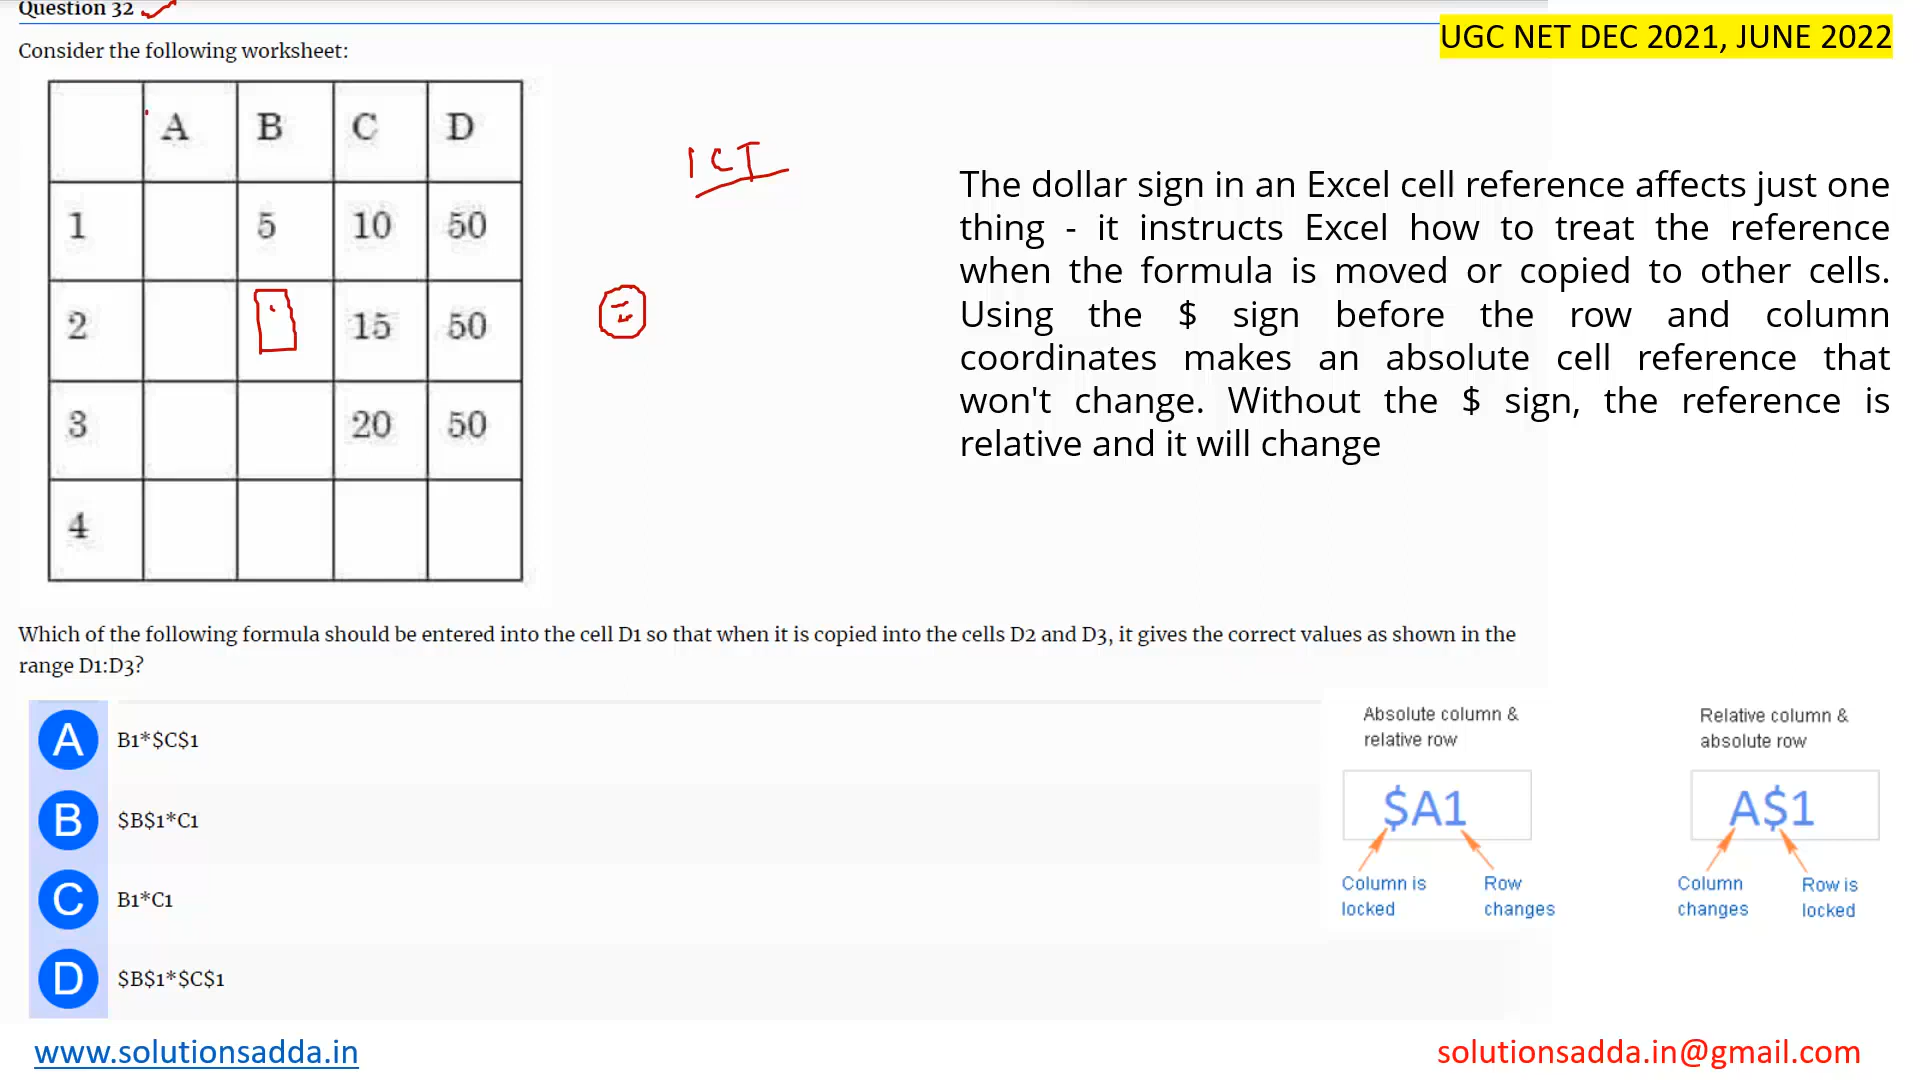 Question 32
UGC NET DEC 2021, JUNE 2022
Consider the following worksheet:
A B C D
1 5 10 50
2 15 50
3 20 50
4
ICT
=
The dollar sign in an Excel cell reference affects just one
thing - it instructs Excel how to treat the reference
when the formula is moved or copied to other cells.
Using the $ sign before the row and column
coordinates makes an absolute cell reference that
won't change. Without the $ sign, the reference is
relative and it will change
Which of the following formula should be entered into the cell D1 so that when it is copied into the cells D2 and D3, it gives the correct values as shown in the
range D1:D3?
A B1*$C$1
B $B$1*C1
C B1*C1
D $B$1*$C$1
Absolute column &
relative row
$A1
Column is
locked
Row
changes
Relative column &
absolute row
A$1
Column
changes
Row is
locked
www.solutionsadda.in
solutionsadda.in@gmail.com